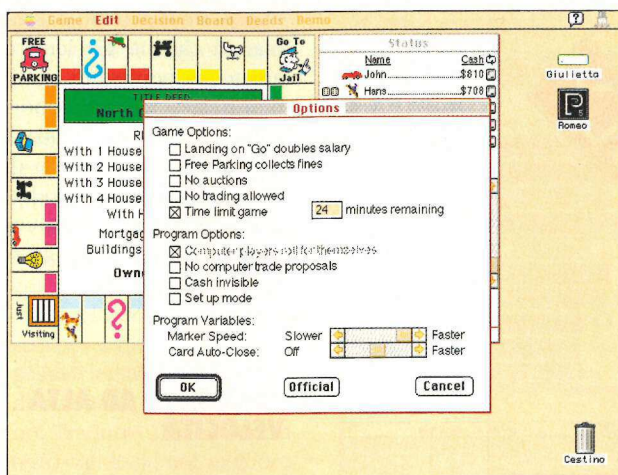 Game Edit Decision Board Deeds Demo
FREE
PARKING
Go To
Jail
Status
Name Cash
John $810
Hans $708
Giulietta
Romeo
TITLE DEED
North
Options
Game Options:
Landing on "Go" doubles salary
Free Parking collects fines
No auctions
No trading allowed
Time limit game 24 minutes remaining
Program Options:
Computer players roll for themselves
No computer trade proposals
Cash invisible
Set up mode
Program Variables:
Marker Speed: Slower Faster
Card Auto-Close: Off Faster
OK Official Cancel
With 1 House
With 2 House
With 3 House
With 4 House
With H
Mortgag
Buildings
Owne
Just
Visiting
Cestino